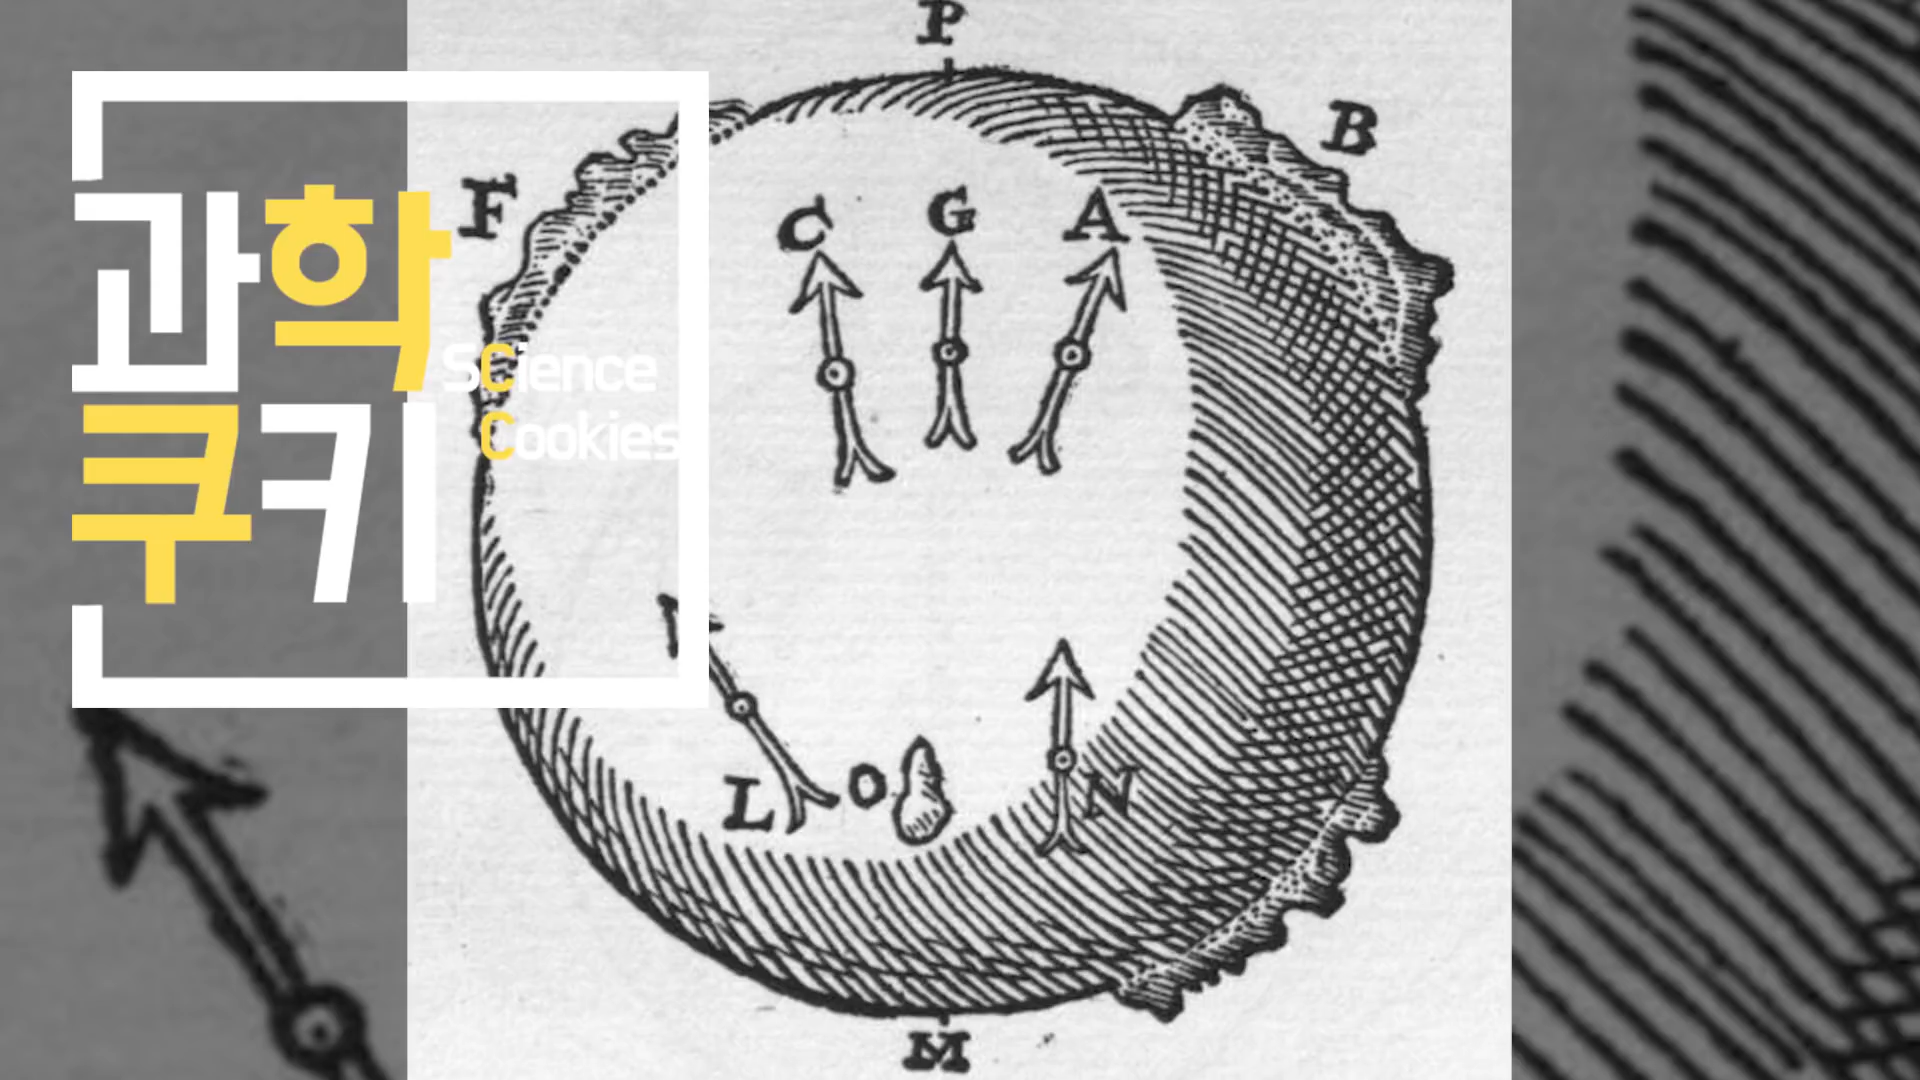 P
B
F
C G A
과학
Science
Cookies
쿠키
L O N
M